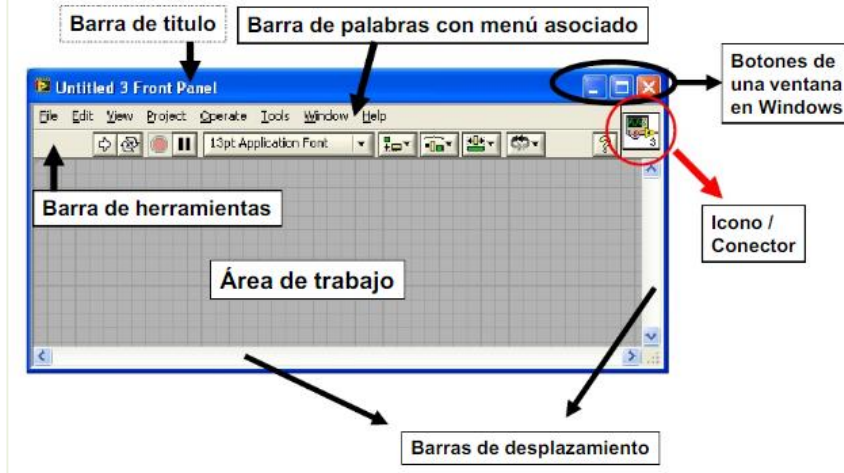 Barra de titulo
Barra de palabras con menú asociado
Botones de
una ventana
en Windows
Untitled 3 Front Panel
File Edit View Project Operate Tools Window Help
13pt Application Font
?
3
Barra de herramientas
Icono /
Conector
Área de trabajo
Barras de desplazamiento